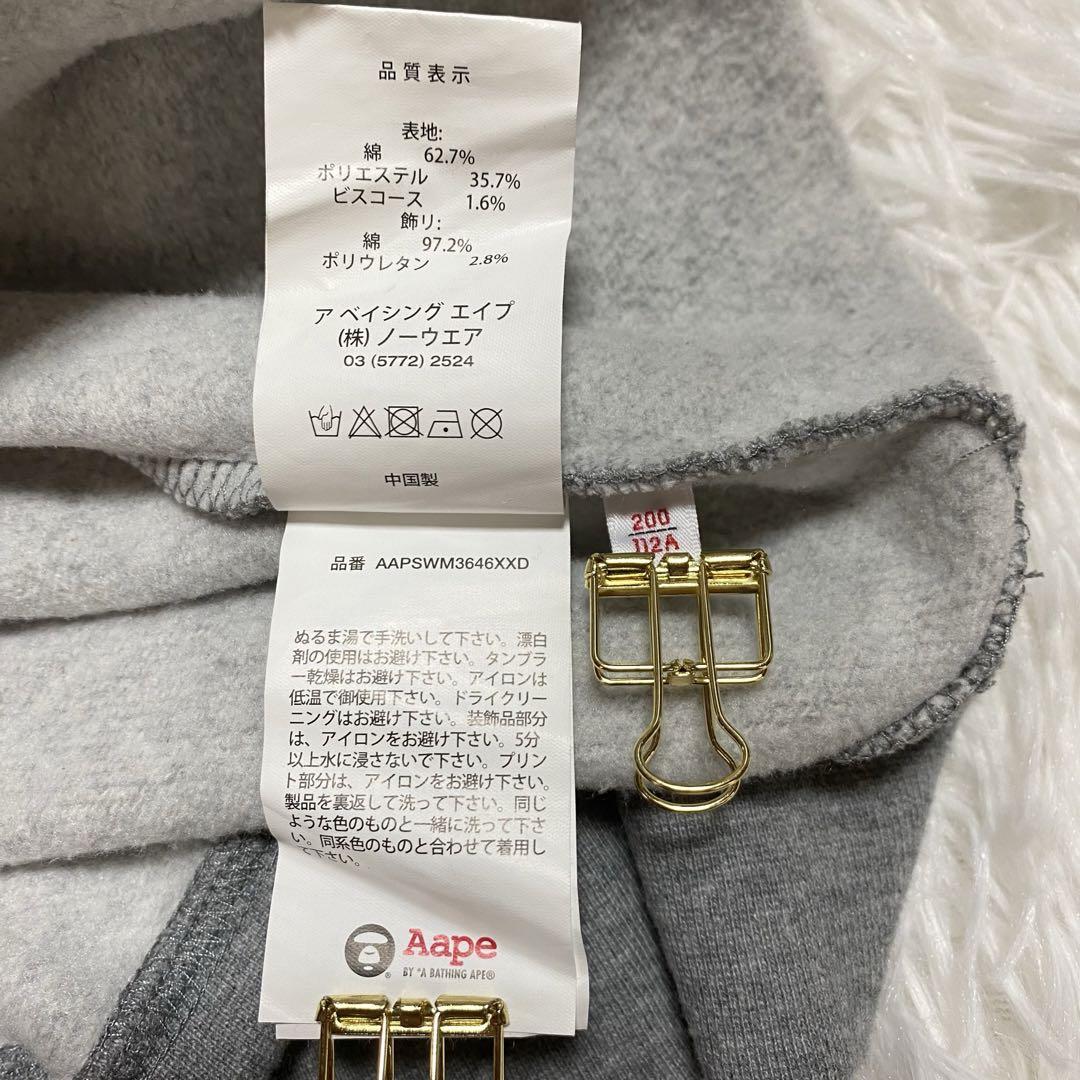 品質表示
表地:
綿 62.7%
ポリエステル 35.7%
ビスコース 1.6%
飾リ:
綿 97.2%
ポリウレタン 2.8%
ア ベイシング エイプ
(株) ノーウエア
03 (5772) 2524
中国製
200
112A
品番 AAPSWM3646XXD
ぬるま湯で手洗いして下さい。漂白
剤の使用はお避け下さい。タンブラ
ー乾燥はお避け下さい。アイロンは
低温で御使用下さい。ドライクリー
ニングはお避け下さい。装飾品部分
は、アイロンをお避け下さい。5分
以上水に浸さないで下さい。プリン
ト部分は、アイロンをお避け下さい。
製品を裏返して洗って下さい。同じ
ような色のものと一緒に洗って下さ
い。同系色のものと合わせて着用し
て下さい。
Aape
BY *A BATHING APE®